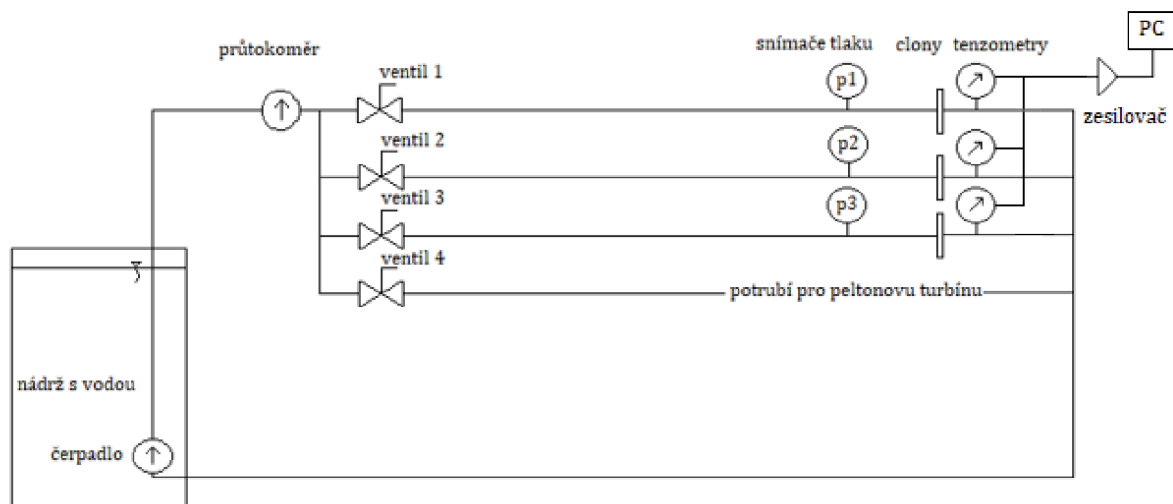 PC
snímače tlaku
clony
tenzometry
průtokoměr
ventil 1
p1
zesilovač
ventil 2
p2
ventil 3
p3
ventil 4
potrubí pro peltonovu turbínu
nádrž s vodou
čerpadlo